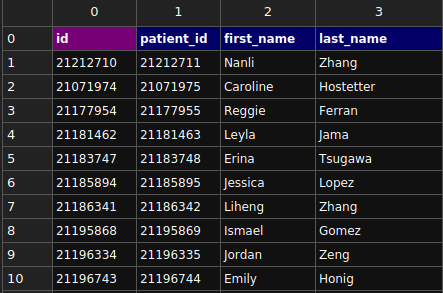 0 1 2 3
0 id patient_id first_name last_name
1 21212710 21212711 Nanli Zhang
2 21071974 21071975 Caroline Hostetter
3 21177954 21177955 Reggie Ferran
4 21181462 21181463 Leyla Jama
5 21183747 21183748 Erina Tsugawa
6 21185894 21185895 Jessica Lopez
7 21186341 21186342 Liheng Zhang
8 21195868 21195869 Ismael Gomez
9 21196334 21196335 Jordan Zeng
10 21196743 21196744 Emily Honig